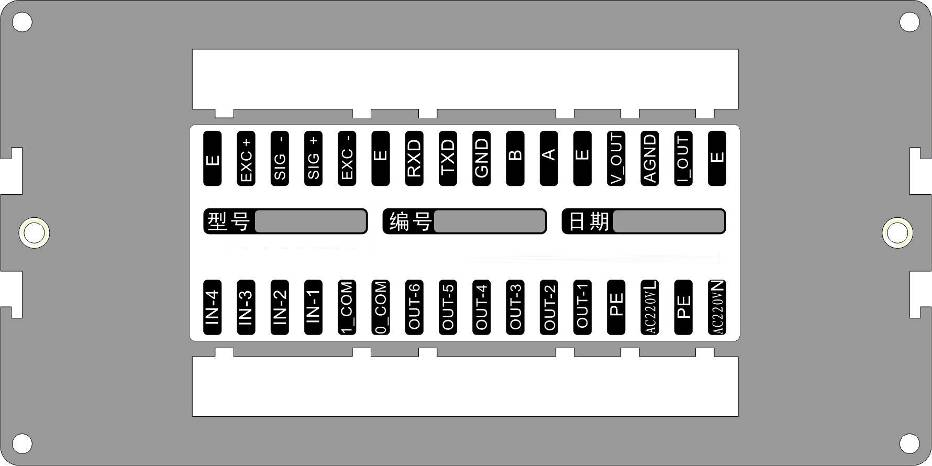 E EXC + SIG - SIG + EXC - E RXD TXD GND B A E V_OUT AGND I_OUT E
型号 编号 日期
IN-4 IN-3 IN-2 IN-1 1_COM 0_COM OUT-6 OUT-5 OUT-4 OUT-3 OUT-2 OUT-1 PE AC220VL PE AC220VN